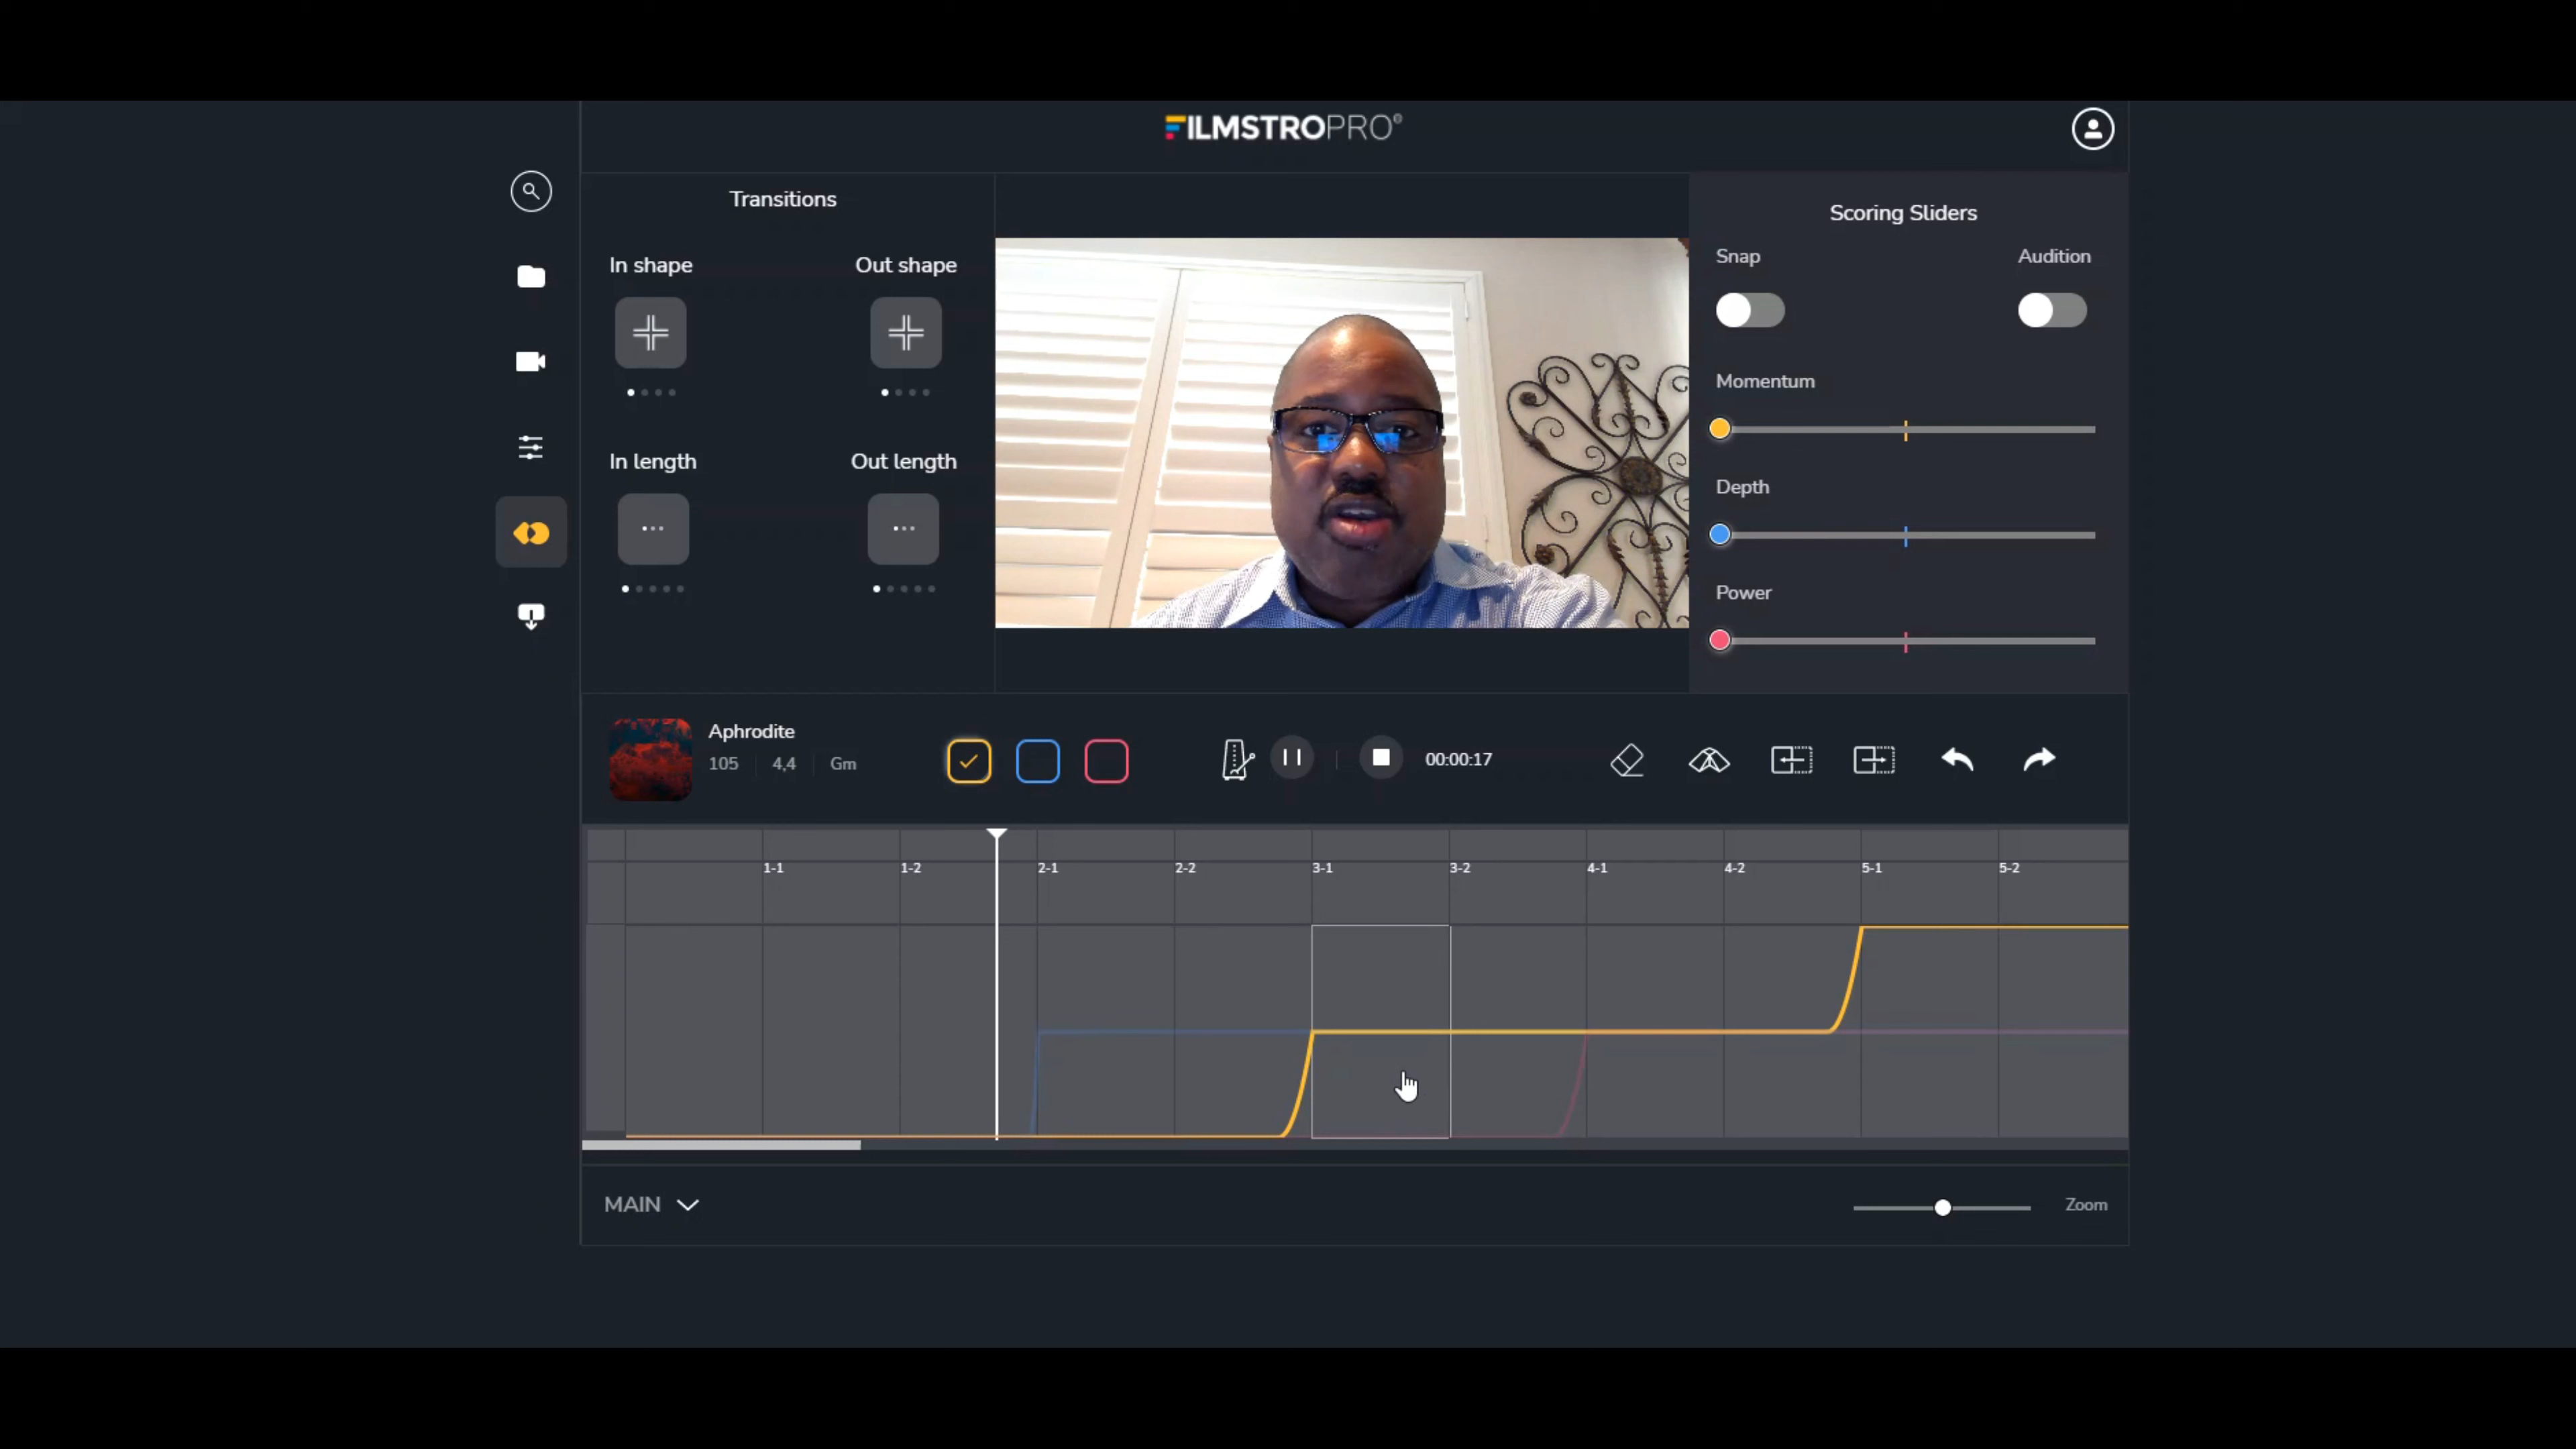 FILMSTROPRO®
Transitions
In shape
Out shape
In length
Out length
Scoring Sliders
Snap
Audition
Momentum
Depth
Power
Aphrodite
105 4,4 Gm
00:00:17
1-1 1-2 2-1 2-2 3-1 3-2 4-1 4-2 5-1 5-2
MAIN
Zoom